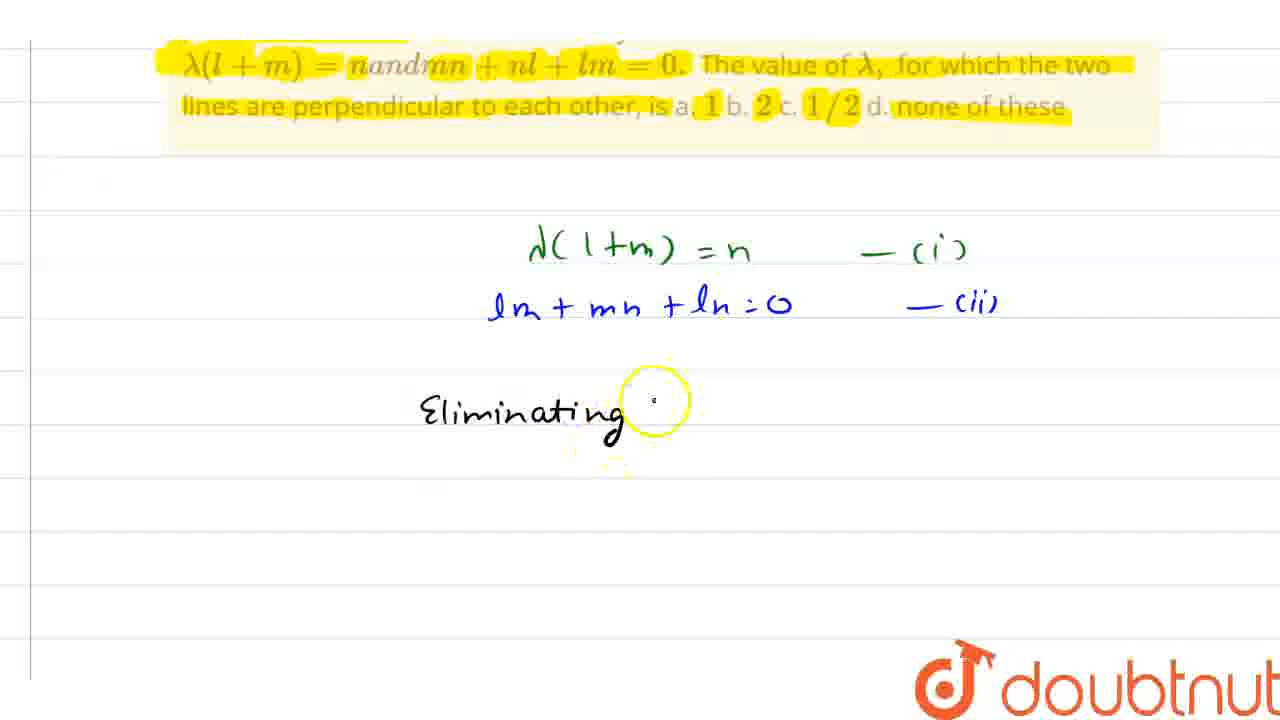 λ(l + m) = nandmn + nl + lm = 0. The value of λ, for which the two
lines are perpendicular to each other, is a. 1 b. 2 c. 1/2 d. none of these
λ(l+m) = n — (i)
lm + mn + ln = 0 — (ii)
Eliminating
doubtnut